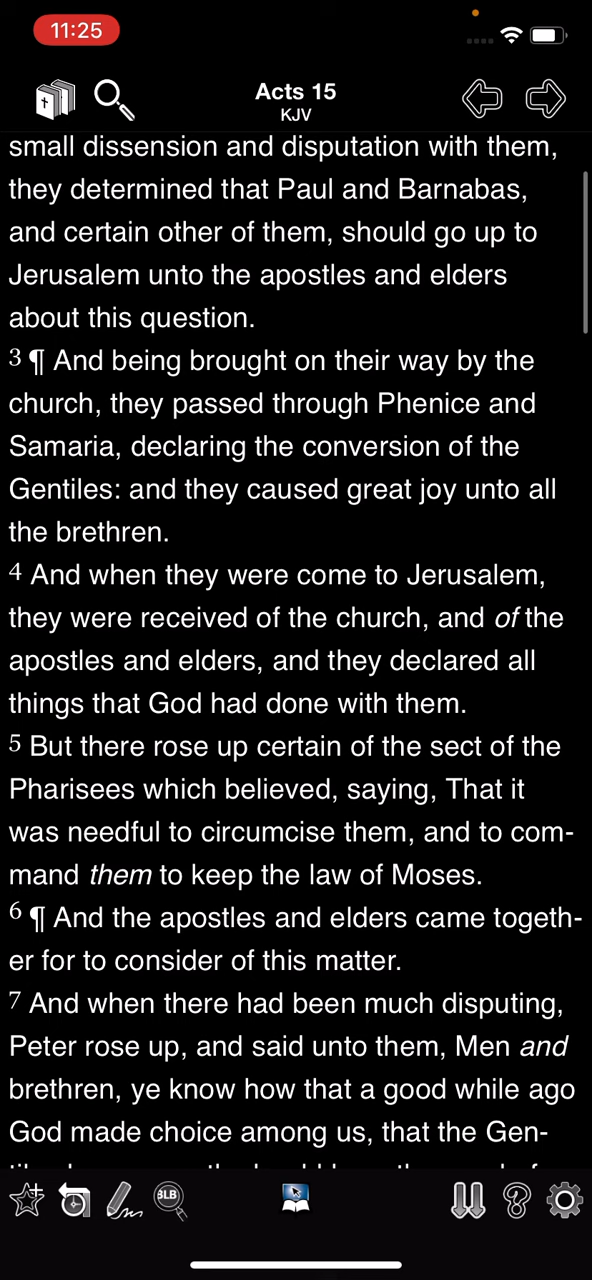 11:25
Acts 15
KJV
small dissension and disputation with them,
they determined that Paul and Barnabas,
and certain other of them, should go up to
Jerusalem unto the apostles and elders
about this question.
3 ¶ And being brought on their way by the
church, they passed through Phenice and
Samaria, declaring the conversion of the
Gentiles: and they caused great joy unto all
the brethren.
4 And when they were come to Jerusalem,
they were received of the church, and of the
apostles and elders, and they declared all
things that God had done with them.
5 But there rose up certain of the sect of the
Pharisees which believed, saying, That it
was needful to circumcise them, and to com-
mand them to keep the law of Moses.
6 ¶ And the apostles and elders came togeth-
er for to consider of this matter.
7 And when there had been much disputing,
Peter rose up, and said unto them, Men and
brethren, ye know how that a good while ago
God made choice among us, that the Gen-
BLB